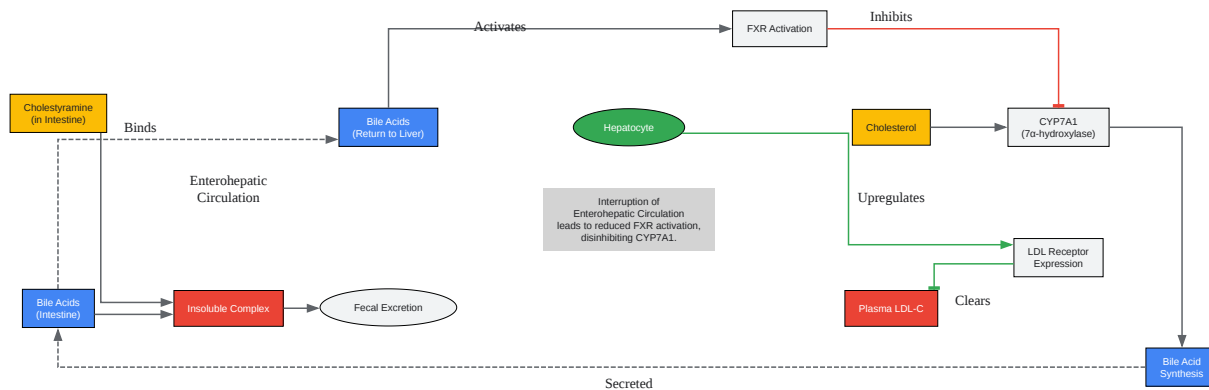 Activates
FXR Activation
Inhibits
Cholestyramine
(in Intestine)
Binds
Bile Acids
(Return to Liver)
Hepatocyte
Cholesterol
CYP7A1
(7α-hydroxylase)
Enterohepatic
Circulation
Interruption of
Enterohepatic Circulation
leads to reduced FXR activation,
disinhibiting CYP7A1.
Upregulates
LDL Receptor
Expression
Bile Acids
(Intestine)
Insoluble Complex
Fecal Excretion
Plasma LDL-C
Clears
Bile Acid
Synthesis
Secreted